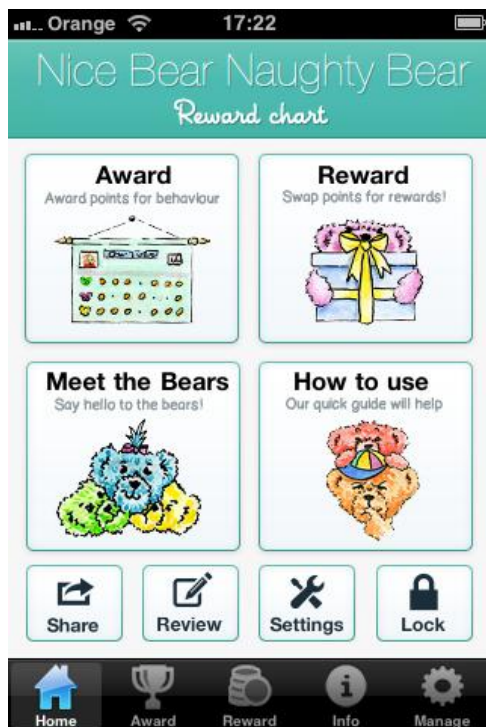 Orange 17:22
Nice Bear Naughty Bear
Reward chart
Award
Award points for behaviour
Reward
Swap points for rewards!
Meet the Bears
Say hello to the bears!
How to use
Our quick guide will help
Share
Review
Settings
Lock
Home
Award
Reward
Info
Manage